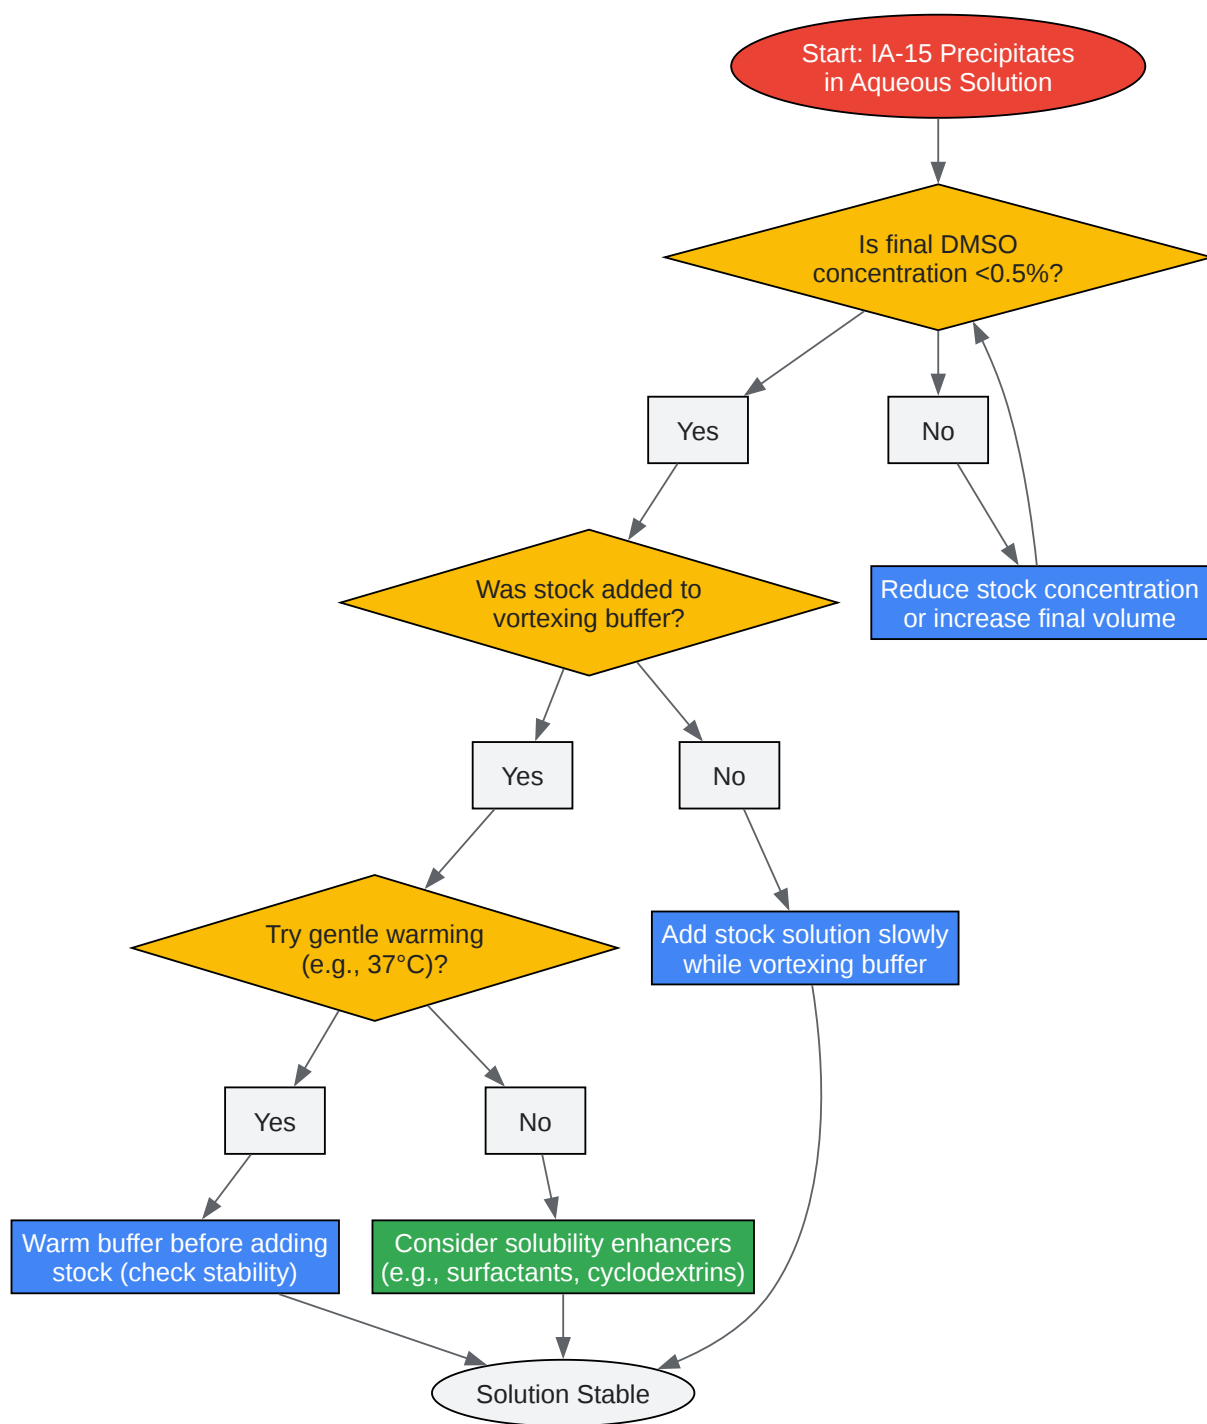 Start: IA-15 Precipitates
in Aqueous Solution
Is final DMSO
concentration <0.5%?
Yes
No
Was stock added to
vortexing buffer?
Reduce stock concentration
or increase final volume
Yes
No
Try gentle warming
(e.g., 37°C)?
Add stock solution slowly
while vortexing buffer
Yes
No
Warm buffer before adding
stock (check stability)
Consider solubility enhancers
(e.g., surfactants, cyclodextrins)
Solution Stable